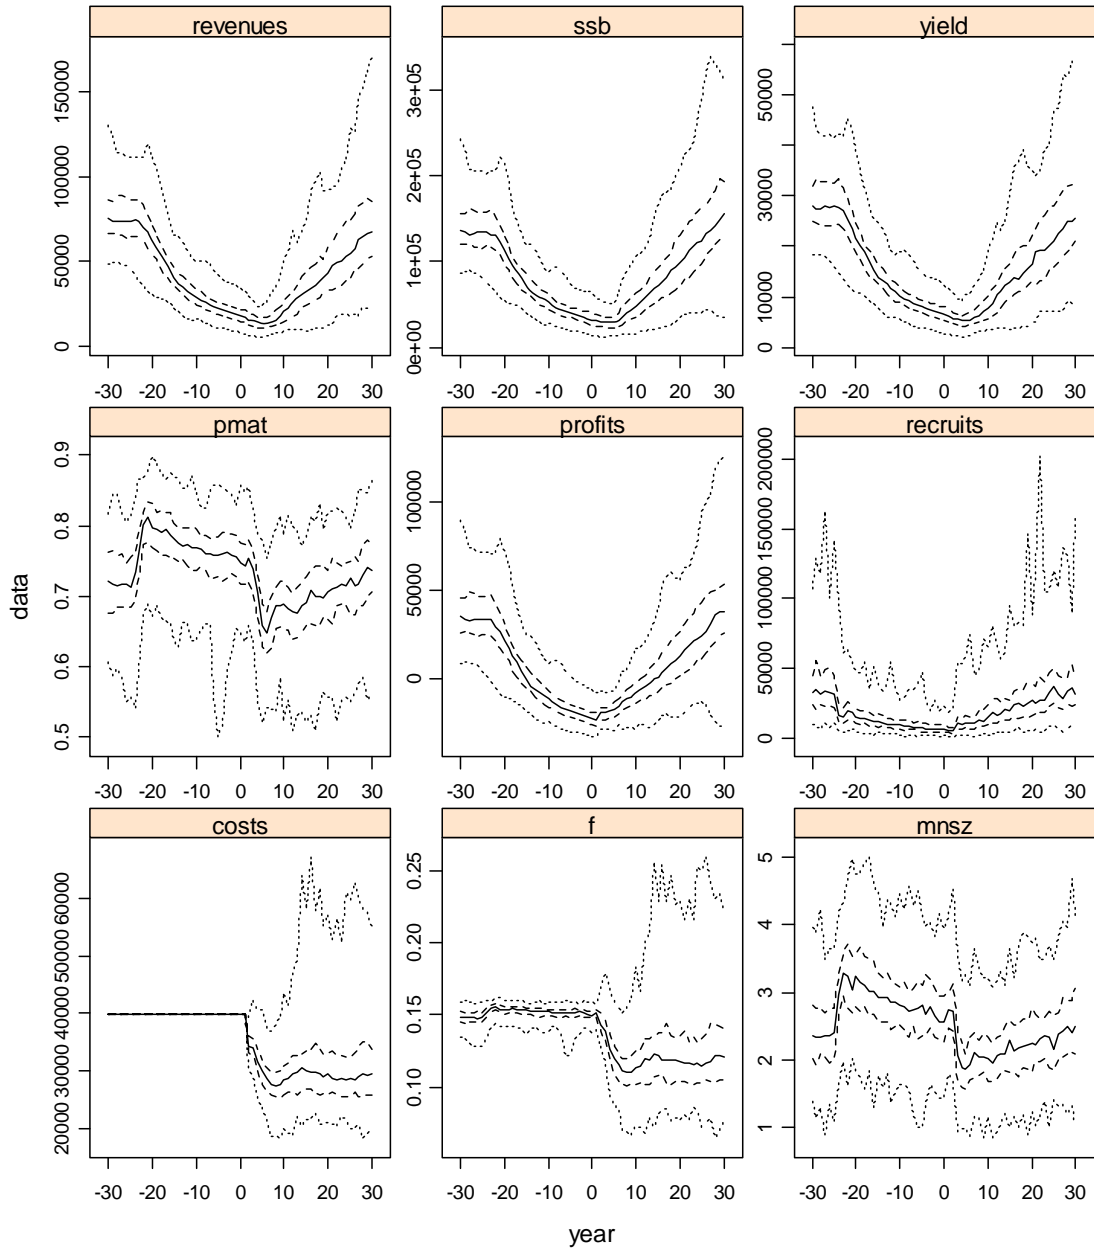 revenues ssb yield
0 50000 100000 150000
0e+00 1e+05 2e+05 3e+05
0 10000 30000 50000
-30 -20 -10 0 10 20 30 -30 -20 -10 0 10 20 30 -30 -20 -10 0 10 20 30
pmat profits recruits
0.5 0.6 0.7 0.8 0.9
0 50000 100000
0 50000 100000 150000 200000
-30 -20 -10 0 10 20 30 -30 -20 -10 0 10 20 30 -30 -20 -10 0 10 20 30
costs f mnsz
20000 30000 40000 50000 60000
0.10 0.15 0.20 0.25
1 2 3 4 5
-30 -20 -10 0 10 20 30 -30 -20 -10 0 10 20 30 -30 -20 -10 0 10 20 30
data
year